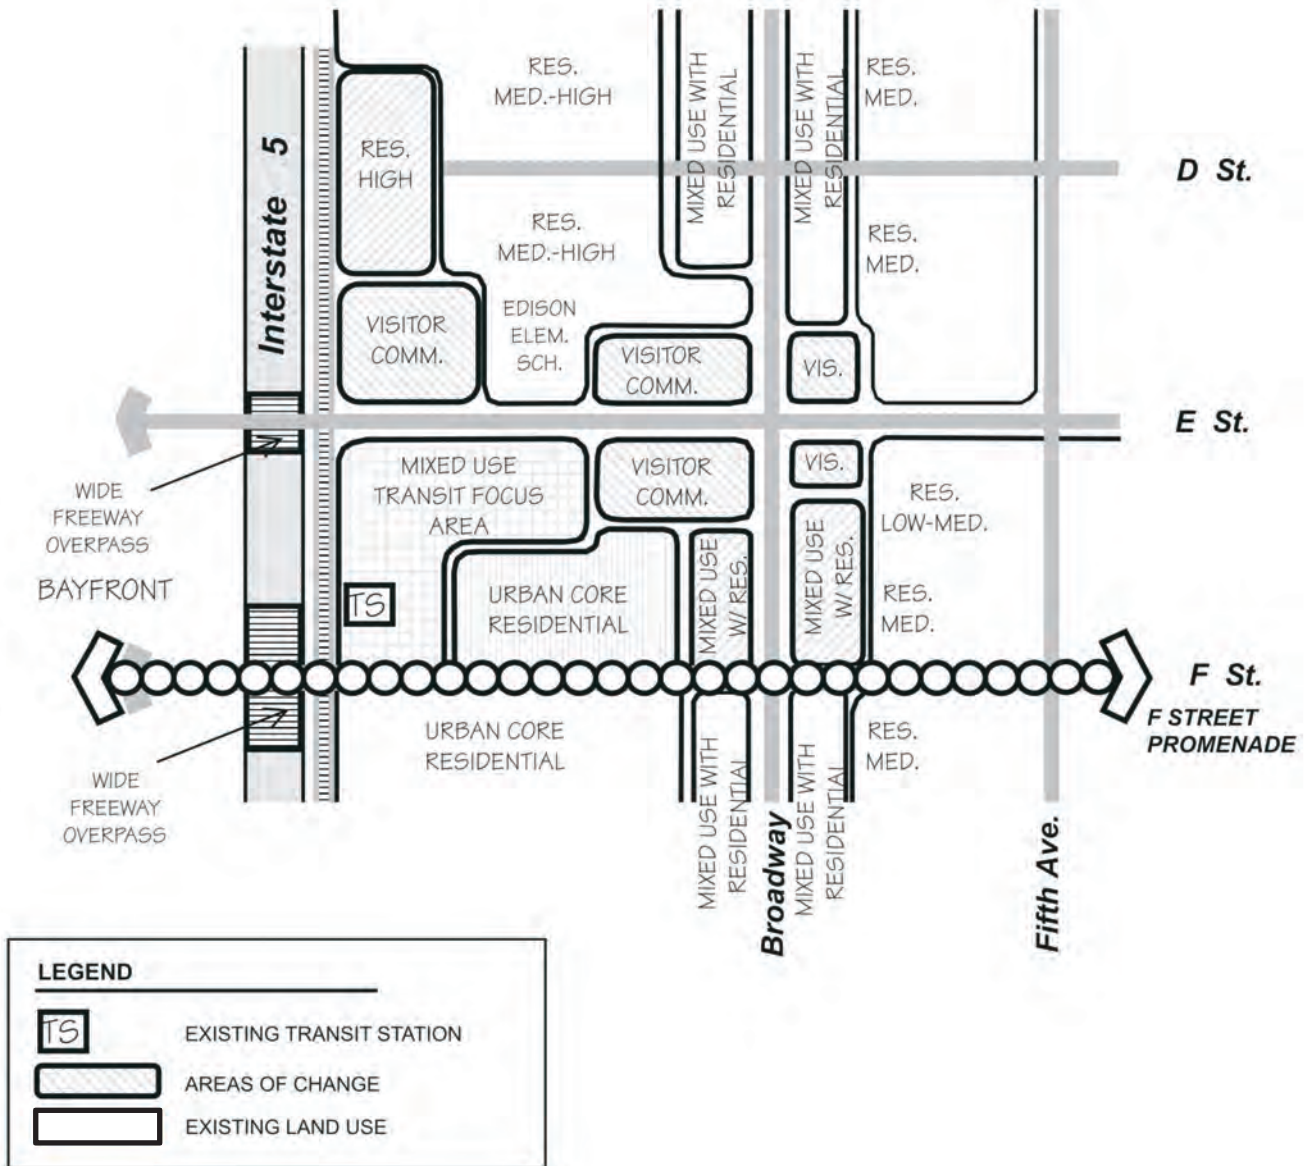 RES.
MED.-HIGH
MIXED USE WITH
RESIDENTIAL
MIXED USE WITH
RESIDENTIAL
RES.
MED.
Interstate 5
RES.
HIGH
D St.
RES.
MED.-HIGH
RES.
MED.
VISITOR
COMM.
EDISON
ELEM.
SCH.
VISITOR
COMM.
VIS.
E St.
WIDE
FREEWAY
OVERPASS
MIXED USE
TRANSIT FOCUS
AREA
VISITOR
COMM.
VIS.
RES.
LOW-MED.
BAYFRONT
TS
URBAN CORE
RESIDENTIAL
MIXED USE
W/ RES.
MIXED USE
W/ RES.
RES.
MED.
F St.
F STREET
PROMENADE
WIDE
FREEWAY
OVERPASS
URBAN CORE
RESIDENTIAL
MIXED USE WITH
RESIDENTIAL
Broadway
MIXED USE WITH
RESIDENTIAL
RES.
MED.
Fifth Ave.
LEGEND
TS EXISTING TRANSIT STATION
AREAS OF CHANGE
EXISTING LAND USE